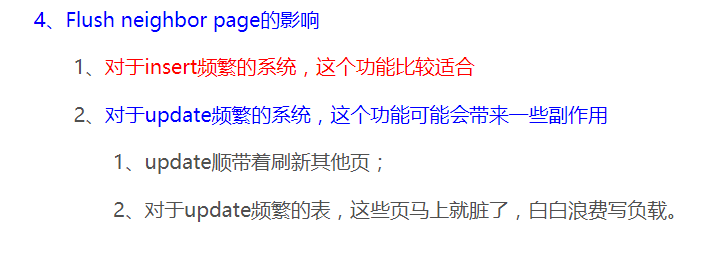 4、Flush neighbor page的影响
1、对于insert频繁的系统，这个功能比较适合
2、对于update频繁的系统，这个功能可能会带来一些副作用
1、update顺带着刷新其他页；
2、对于update频繁的表，这些页马上就脏了，白白浪费写负载。